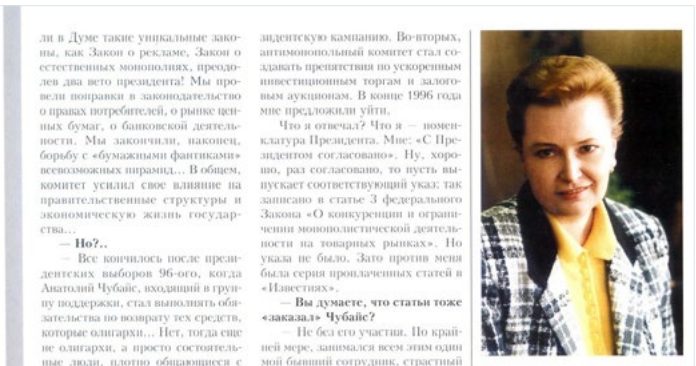 ли в Думе такие уникальные зако-
ны, как Закон о рекламе, Закон о
естественных монополиях, преодо-
лев два вето президента! Мы про-
вели поправки в законодательство
о правах потребителей, о рынке цен-
ных бумаг, о банковской деятель-
ности. Мы закончили, наконец,
борьбу с «бумажными фантиками»
всевозможных пирамид... В общем,
комитет усилил свое влияние на
правительственные структуры и
экономическую жизнь государ-
ства...
— Но?..
— Все кончилось после прези-
дентских выборов 96-ого, когда
Анатолий Чубайс, входящий в груп-
пу поддержки, стал выполнять обя-
зательства по возврату тех средств,
которые олигархи... Нет, тогда еще
не олигархи, а просто состоятель-
ные люди, плотно общающиеся с
зидентскую кампанию. Во-вторых,
антимонопольный комитет стал со-
здавать препятствия по ускоренным
инвестиционным торгам и залого-
вым аукционам. В конце 1996 года
мне предложили уйти.
Что я отвечал? Что я — номен-
клатура Президента. Мне: «С Пре-
зидентом согласовано». Ну, хоро-
шо, раз согласовано, то пусть вы-
пускает соответствующий указ: так
записано в статье 3 федерального
Закона «О конкуренции и ограни-
чении монополистической деятель-
ности на товарных рынках». Но
указа не было. Зато против меня
была серия проплаченных статей в
«Известиях».
— Вы думаете, что статьи тоже
«заказал» Чубайс?
— Не без его участия. По край-
ней мере, занимался всем этим один
мой бывший сотрудник, страстный